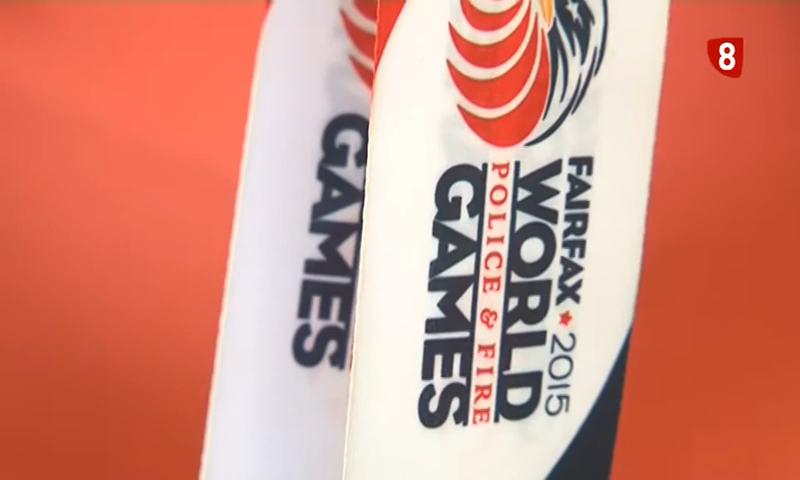 FAIRFAX ★ 2015
WORLD
POLICE & FIRE
GAMES
GAMES
8